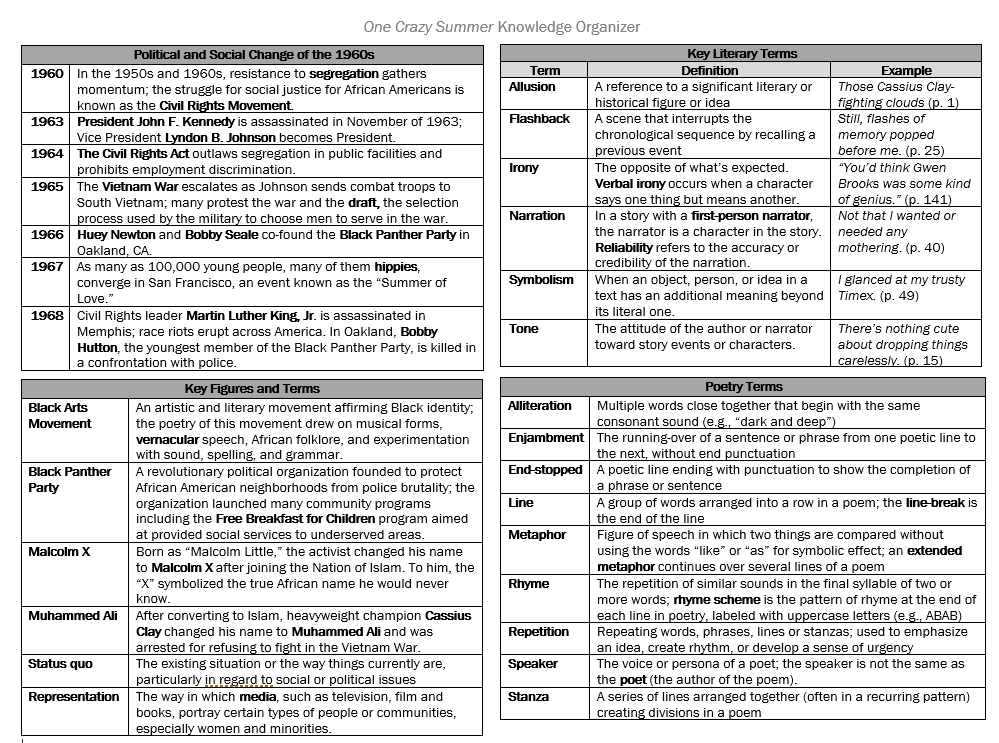 One Crazy Summer Knowledge Organizer
Political and Social Change of the 1960s
1960 In the 1950s and 1960s, resistance to segregation gathers
momentum; the struggle for social justice for African Americans is
known as the Civil Rights Movement.
1963 President John F. Kennedy is assassinated in November of 1963;
Vice President Lyndon B. Johnson becomes President.
1964 The Civil Rights Act outlaws segregation in public facilities and
prohibits employment discrimination.
1965 The Vietnam War escalates as Johnson sends combat troops to
South Vietnam; many protest the war and the draft, the selection
process used by the military to choose men to serve in the war.
1966 Huey Newton and Bobby Seale co-found the Black Panther Party in
Oakland, CA.
1967 As many as 100,000 young people, many of them hippies,
converge in San Francisco, an event known as the “Summer of
Love.”
1968 Civil Rights leader Martin Luther King, Jr. is assassinated in
Memphis; race riots erupt across America. In Oakland, Bobby
Hutton, the youngest member of the Black Panther Party, is killed in
a confrontation with police.
Key Figures and Terms
Black Arts An artistic and literary movement affirming Black identity;
Movement the poetry of this movement drew on musical forms,
vernacular speech, African folklore, and experimentation
with sound, spelling, and grammar.
Black Panther A revolutionary political organization founded to protect
Party African American neighborhoods from police brutality; the
organization launched many community programs
including the Free Breakfast for Children program aimed
at provided social services to underserved areas.
Malcolm X Born as “Malcolm Little,” the activist changed his name
to Malcolm X after joining the Nation of Islam. To him, the
“X” symbolized the true African name he would never
know.
Muhammed Ali After converting to Islam, heavyweight champion Cassius
Clay changed his name to Muhammed Ali and was
arrested for refusing to fight in the Vietnam War.
Status quo The existing situation or the way things currently are,
particularly in regard to social or political issues
Representation The way in which media, such as television, film and
books, portray certain types of people or communities,
especially women and minorities.
Key Literary Terms
Term Definition Example
Allusion A reference to a significant literary or Those Cassius Clay-
historical figure or idea fighting clouds (p. 1)
Flashback A scene that interrupts the Still, flashes of
chronological sequence by recalling a memory popped
previous event before me. (p. 25)
Irony The opposite of what’s expected. “You’d think Gwen
Verbal irony occurs when a character Brooks was some kind
says one thing but means another. of genius.” (p. 141)
Narration In a story with a first-person narrator, Not that I wanted or
the narrator is a character in the story. needed any
Reliability refers to the accuracy or mothering. (p. 40)
credibility of the narration.
Symbolism When an object, person, or idea in a I glanced at my trusty
text has an additional meaning beyond Timex. (p. 49)
its literal one.
Tone The attitude of the author or narrator There’s nothing cute
toward story events or characters. about dropping things
carelessly. (p. 15)
Poetry Terms
Alliteration Multiple words close together that begin with the same
consonant sound (e.g., “dark and deep”)
Enjambment The running-over of a sentence or phrase from one poetic line to
the next, without end punctuation
End-stopped A poetic line ending with punctuation to show the completion of
a phrase or sentence
Line A group of words arranged into a row in a poem; the line-break is
the end of the line
Metaphor Figure of speech in which two things are compared without
using the words “like” or “as” for symbolic effect; an extended
metaphor continues over several lines of a poem
Rhyme The repetition of similar sounds in the final syllable of two or
more words; rhyme scheme is the pattern of rhyme at the end of
each line in poetry, labeled with uppercase letters (e.g., ABAB)
Repetition Repeating words, phrases, lines or stanzas; used to emphasize
an idea, create rhythm, or develop a sense of urgency
Speaker The voice or persona of a poet; the speaker is not the same as
the poet (the author of the poem).
Stanza A series of lines arranged together (often in a recurring pattern)
creating divisions in a poem